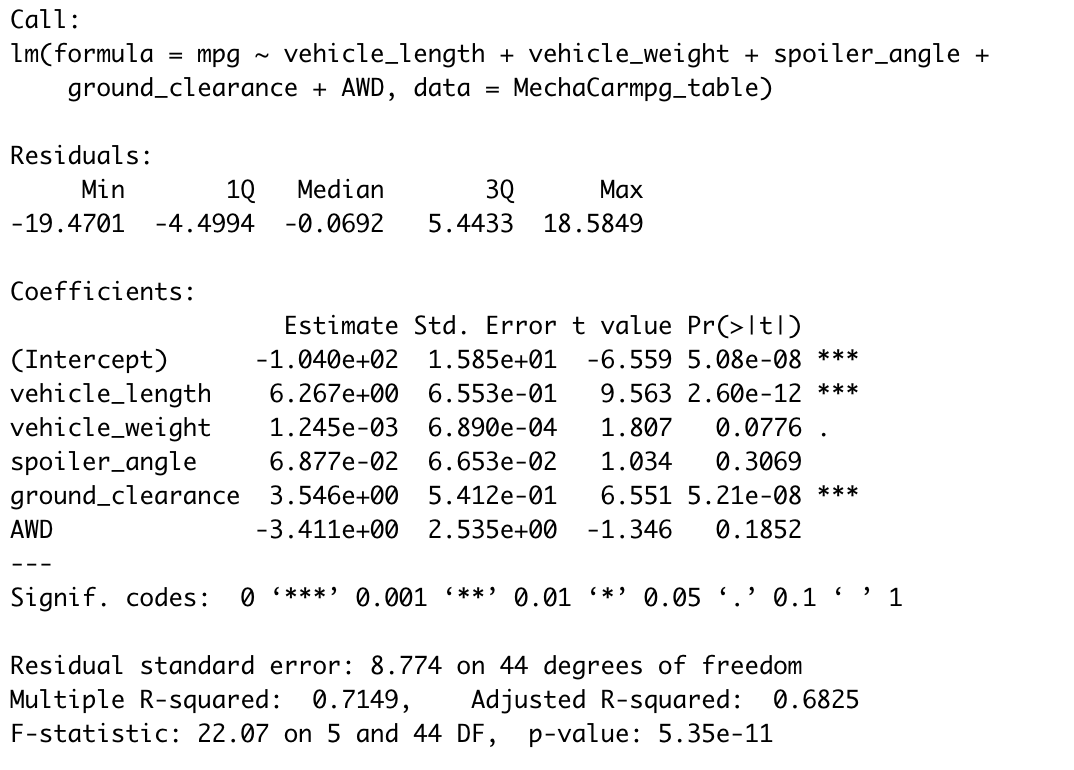 Call:
lm(formula = mpg ~ vehicle_length + vehicle_weight + spoiler_angle +
    ground_clearance + AWD, data = MechaCarmpg_table)

Residuals:
     Min       1Q   Median       3Q      Max
-19.4701  -4.4994  -0.0692   5.4433  18.5849

Coefficients:
                   Estimate Std. Error t value Pr(>|t|)
(Intercept)      -1.040e+02  1.585e+01  -6.559 5.08e-08 ***
vehicle_length    6.267e+00  6.553e-01   9.563 2.60e-12 ***
vehicle_weight    1.245e-03  6.890e-04   1.807   0.0776 .
spoiler_angle     6.877e-02  6.653e-02   1.034   0.3069
ground_clearance  3.546e+00  5.412e-01   6.551 5.21e-08 ***
AWD              -3.411e+00  2.535e+00  -1.346   0.1852
---
Signif. codes:  0 ‘***’ 0.001 ‘**’ 0.01 ‘*’ 0.05 ‘.’ 0.1 ‘ ’ 1

Residual standard error: 8.774 on 44 degrees of freedom
Multiple R-squared:  0.7149,    Adjusted R-squared:  0.6825
F-statistic: 22.07 on 5 and 44 DF,  p-value: 5.35e-11